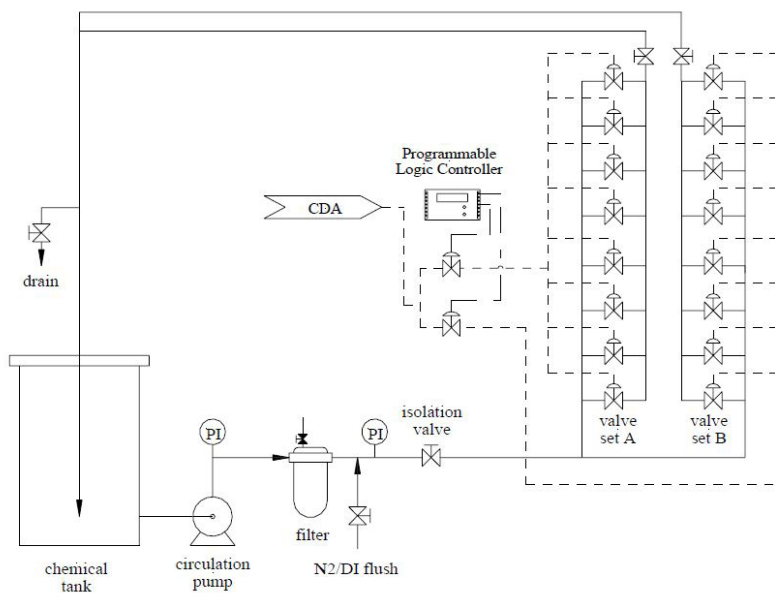 Programmable
Logic Controller
CDA
drain
PI
PI
isolation
valve
valve
set A
valve
set B
filter
chemical
tank
circulation
pump
N2/DI flush